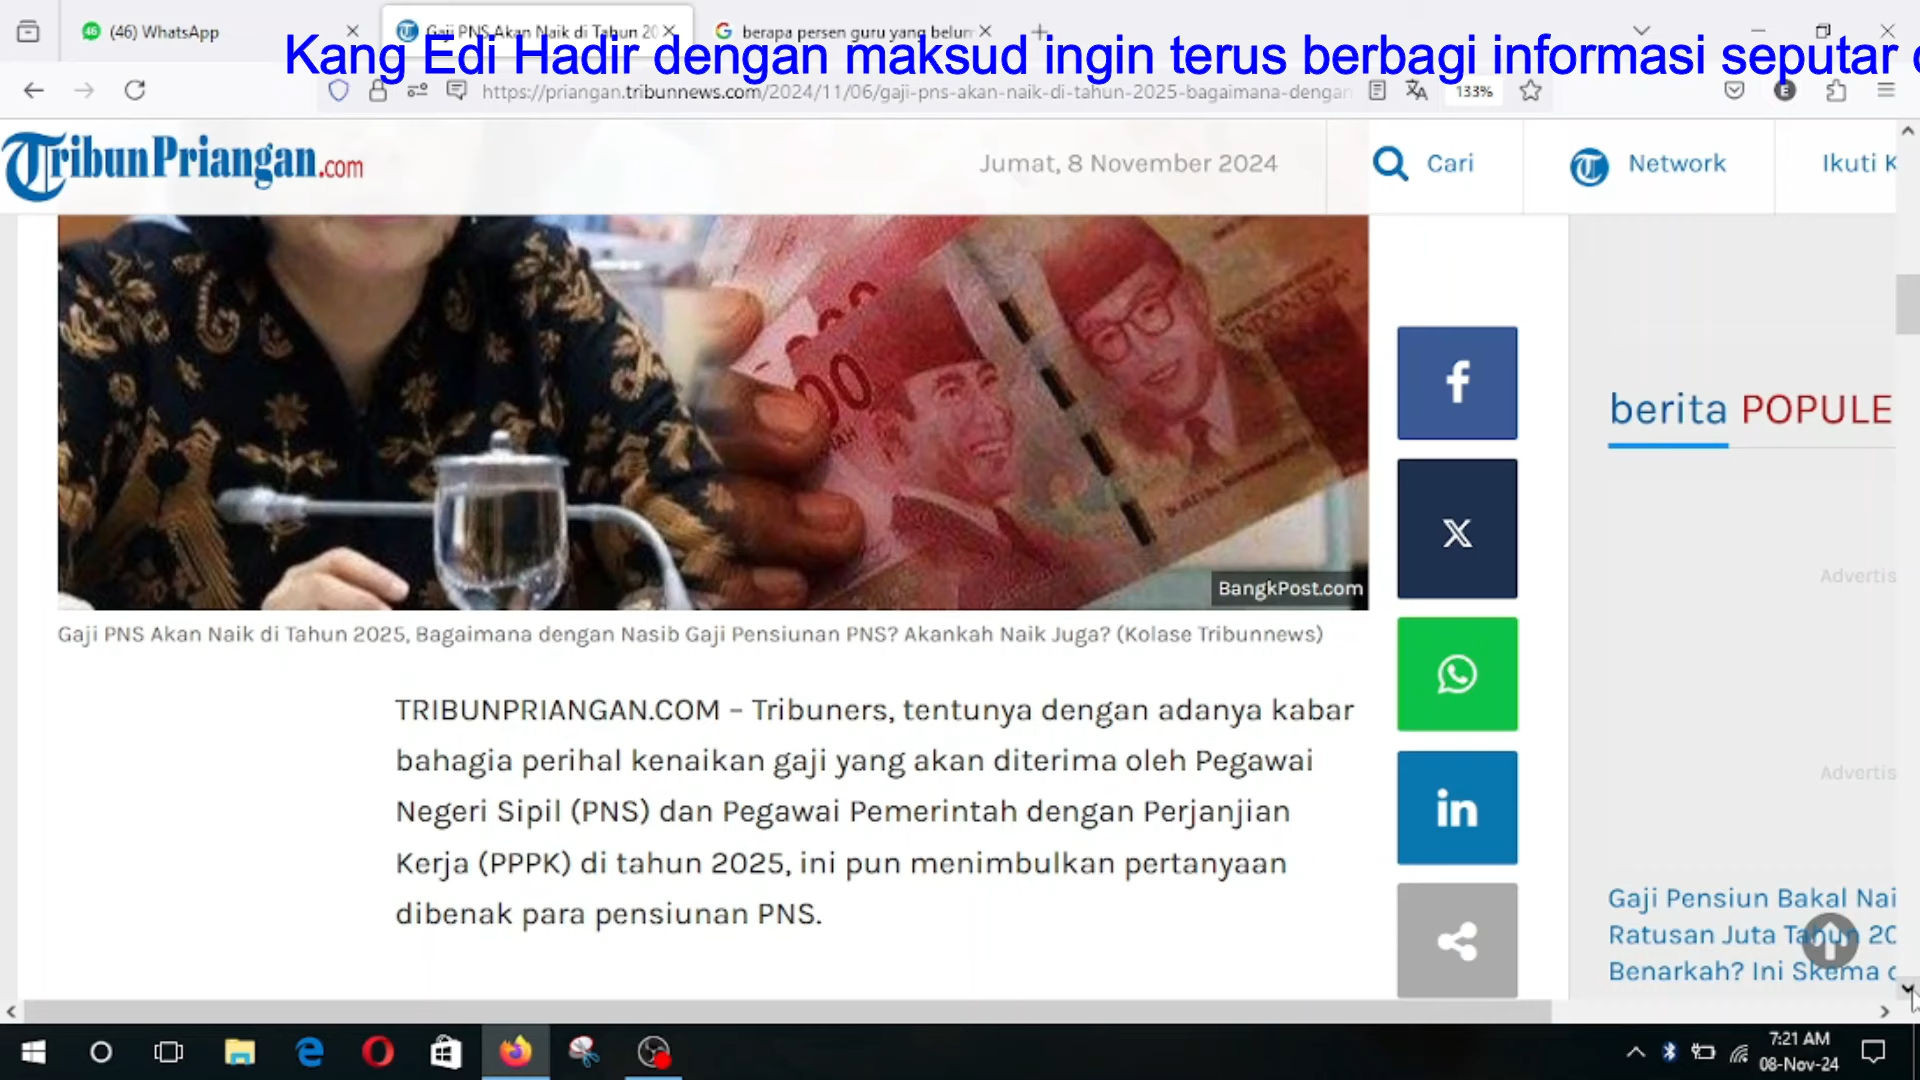 (46) WhatsApp
Gaji PNS Akan Naik di Tahun 20
berapa persen guru yang belum
Kang Edi Hadir dengan maksud ingin terus berbagi informasi seputar
https://priangan.tribunnews.com/2024/11/06/gaji-pns-akan-naik-di-tahun-2025-bagaimana-dengan
133%
TribunPriangan.com
Jumat, 8 November 2024
Cari
Network
Ikuti K
BangkPost.com
Gaji PNS Akan Naik di Tahun 2025, Bagaimana dengan Nasib Gaji Pensiunan PNS? Akankah Naik Juga? (Kolase Tribunnews)
berita POPULE
Advertis
Advertis
TRIBUNPRIANGAN.COM – Tribuners, tentunya dengan adanya kabar
bahagia perihal kenaikan gaji yang akan diterima oleh Pegawai
Negeri Sipil (PNS) dan Pegawai Pemerintah dengan Perjanjian
Kerja (PPPK) di tahun 2025, ini pun menimbulkan pertanyaan
dibenak para pensiunan PNS.
Gaji Pensiun Bakal Nai
Ratusan Juta Tahun 20
Benarkah? Ini Skema
7:21 AM
08-Nov-24